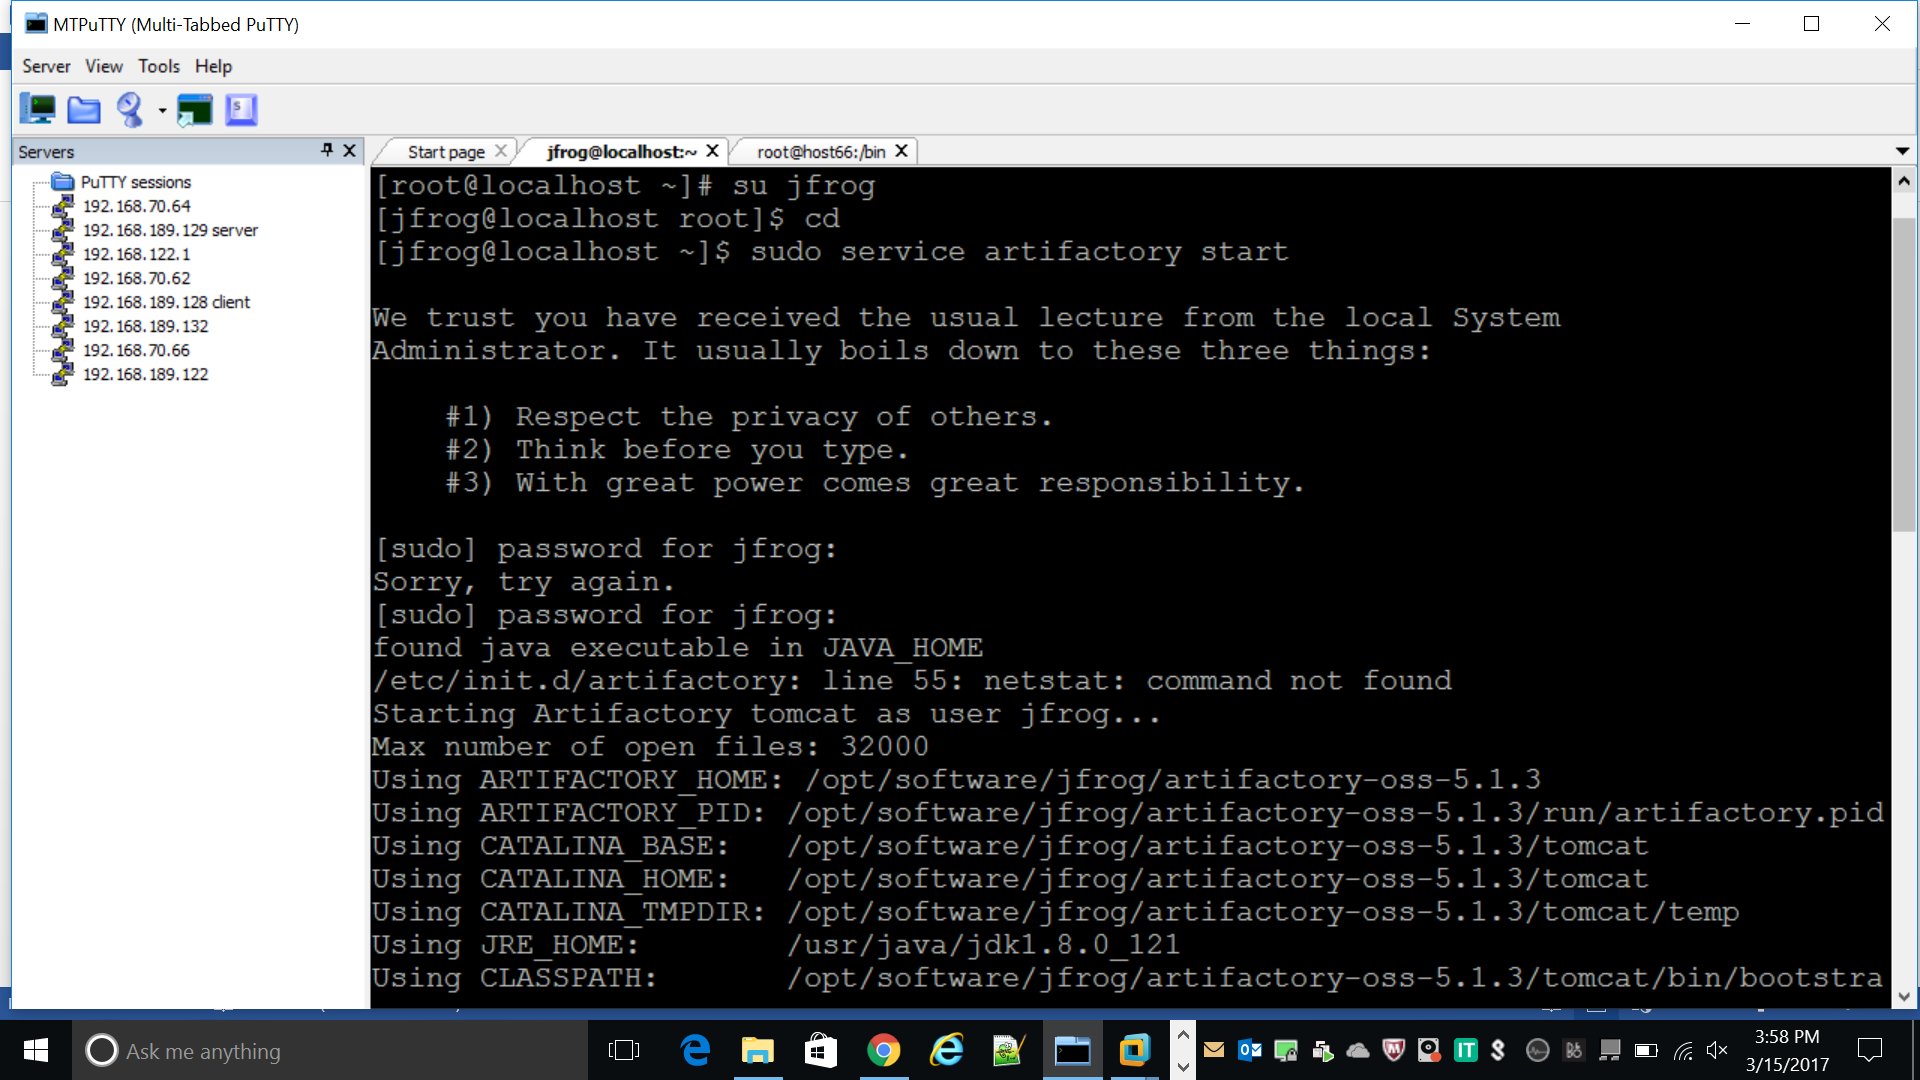 MTPuTTY (Multi-Tabbed PuTTY)
Server View Tools Help
Servers
PuTTY sessions
192.168.70.64
192.168.189.129 server
192.168.122.1
192.168.70.62
192.168.189.128 client
192.168.189.132
192.168.70.66
192.168.189.122
Start page
jfrog@localhost:~
root@host66:/bin
[root@localhost ~]# su jfrog
[jfrog@localhost root]$ cd
[jfrog@localhost ~]$ sudo service artifactory start
We trust you have received the usual lecture from the local System
Administrator. It usually boils down to these three things:
#1) Respect the privacy of others.
#2) Think before you type.
#3) With great power comes great responsibility.
[sudo] password for jfrog:
Sorry, try again.
[sudo] password for jfrog:
found java executable in JAVA_HOME
/etc/init.d/artifactory: line 55: netstat: command not found
Starting Artifactory tomcat as user jfrog...
Max number of open files: 32000
Using ARTIFACTORY_HOME: /opt/software/jfrog/artifactory-oss-5.1.3
Using ARTIFACTORY_PID: /opt/software/jfrog/artifactory-oss-5.1.3/run/artifactory.pid
Using CATALINA_BASE: /opt/software/jfrog/artifactory-oss-5.1.3/tomcat
Using CATALINA_HOME: /opt/software/jfrog/artifactory-oss-5.1.3/tomcat
Using CATALINA_TMPDIR: /opt/software/jfrog/artifactory-oss-5.1.3/tomcat/temp
Using JRE_HOME: /usr/java/jdk1.8.0_121
Using CLASSPATH: /opt/software/jfrog/artifactory-oss-5.1.3/tomcat/bin/bootstra
Ask me anything
IT
3:58 PM
3/15/2017